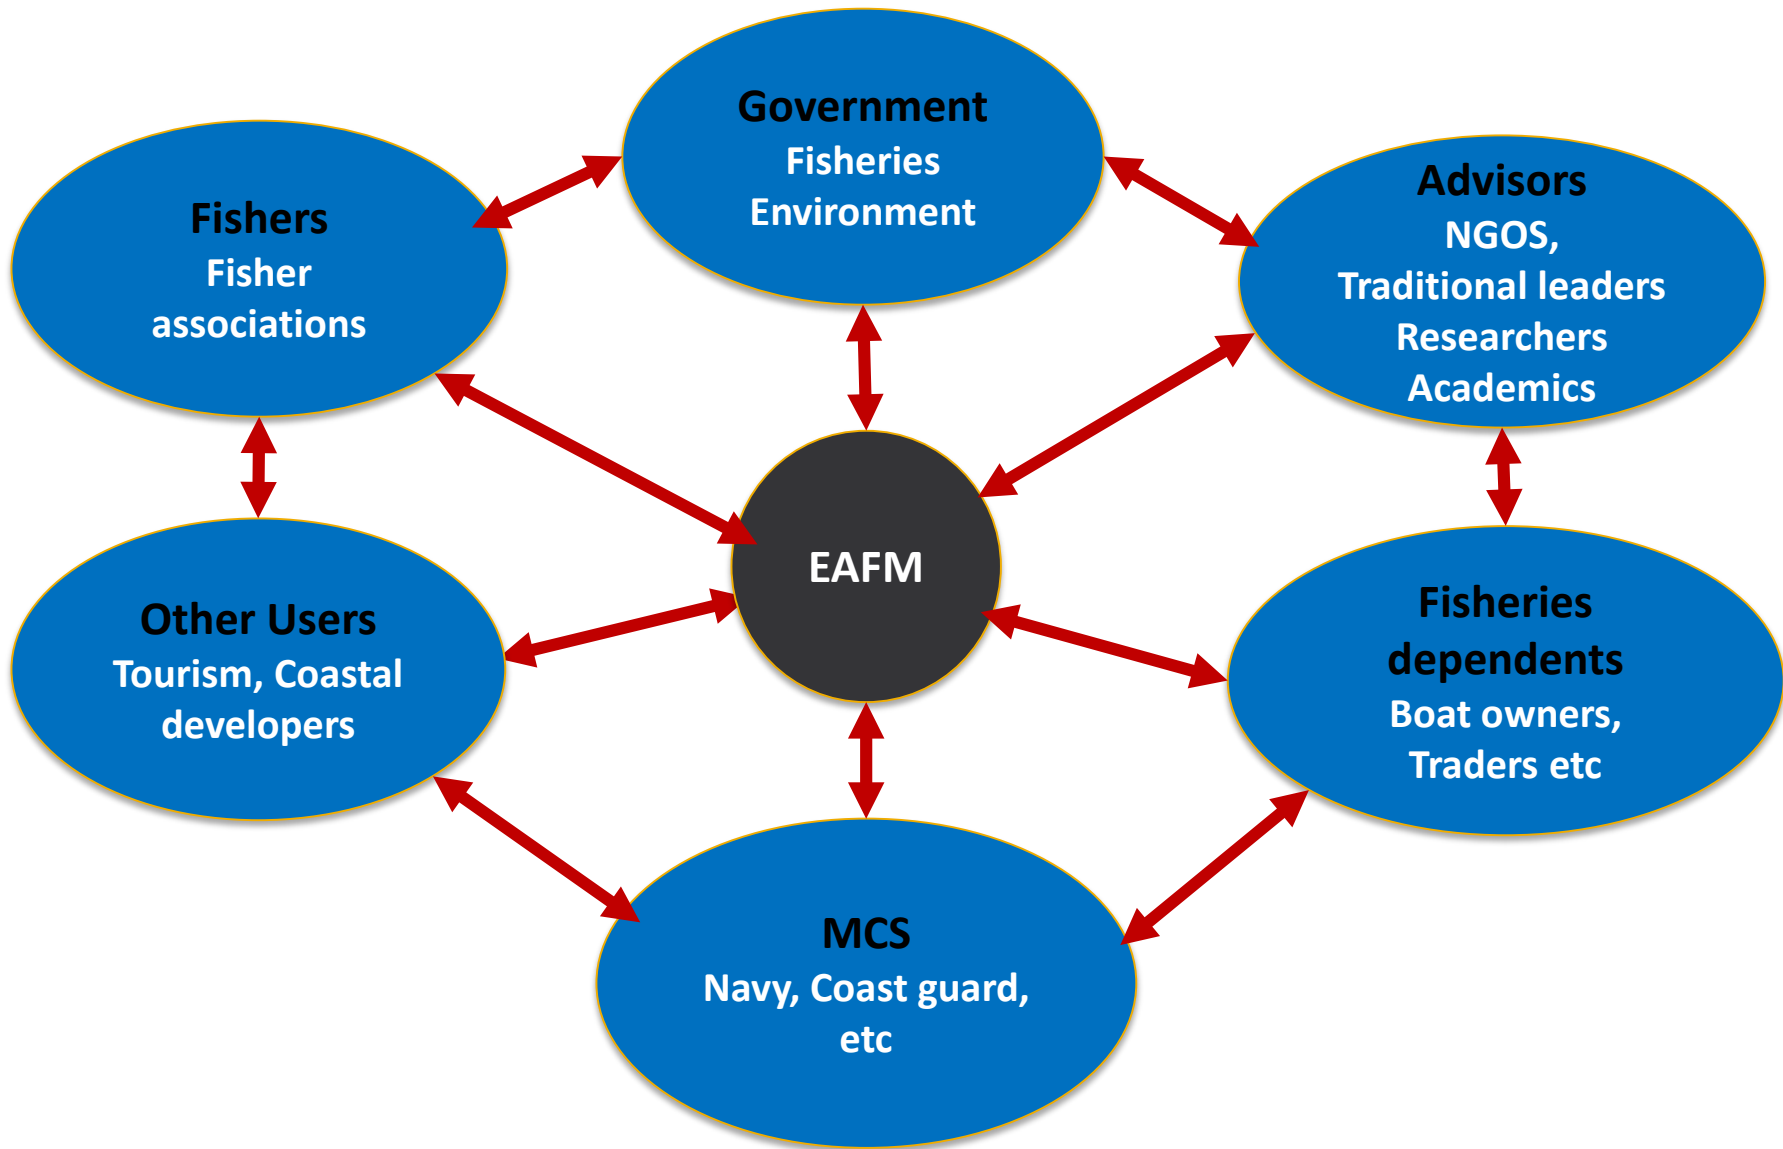 Government
Fisheries
Environment
Fishers
Fisher
associations
Advisors
NGOS,
Traditional leaders
Researchers
Academics
EAFM
Other Users
Tourism, Coastal
developers
Fisheries
dependents
Boat owners,
Traders etc
MCS
Navy, Coast guard,
etc